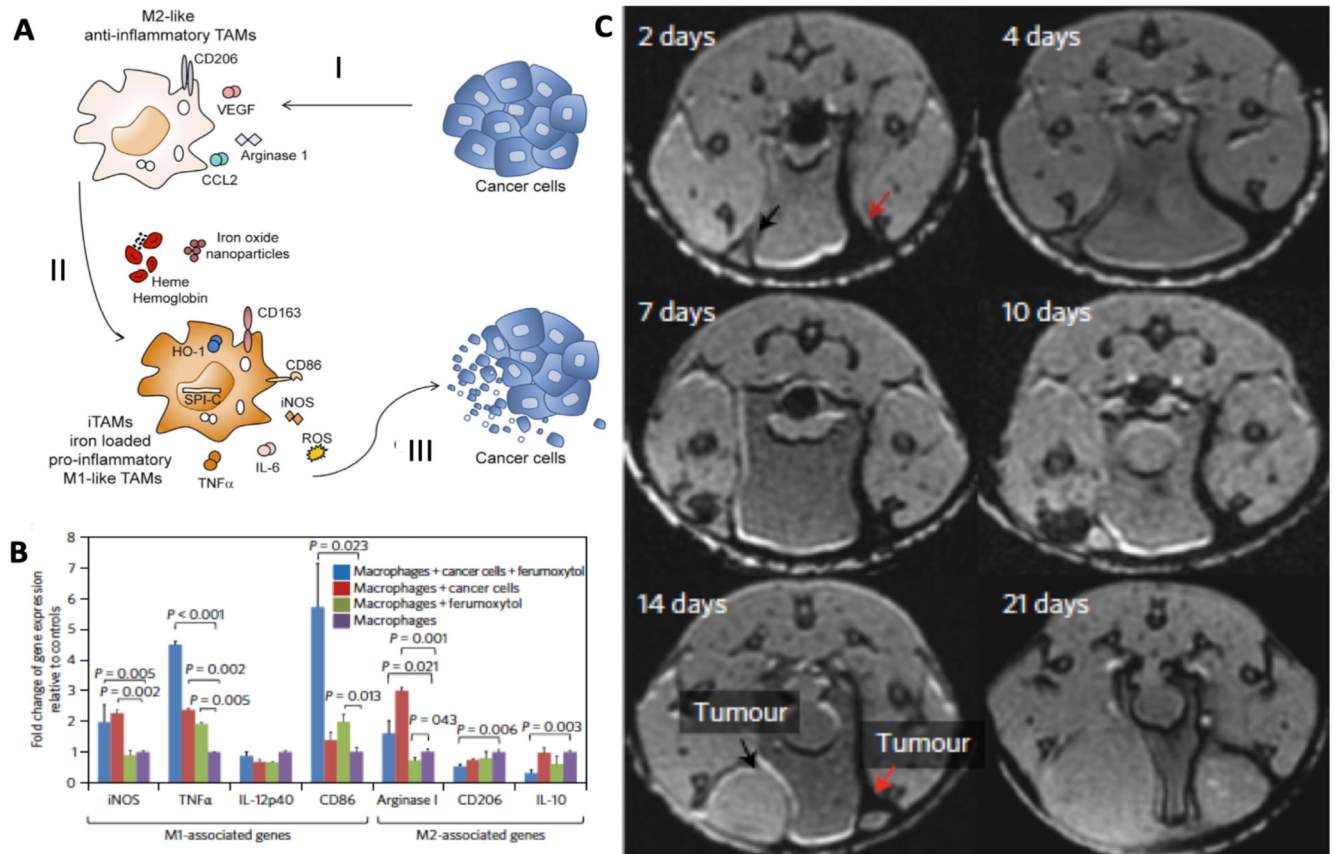 A
M2-like
anti-inflammatory TAMs
CD206
VEGF
Arginase 1
CCL2
I
Cancer cells
II
Heme
Hemoglobin
Iron oxide
nanoparticles
CD163
HO-1
CD86
SPI-C
iNOS
ROS
IL-6
TNFα
iTAMs
iron loaded
pro-inflammatory
M1-like TAMs
III
Cancer cells
B
Fold change of gene expression
relative to controls
8
7
6
5
4
3
2
1
0
P = 0.005
P = 0.002
P < 0.001
P = 0.002
P = 0.005
P = 0.023
P = 0.013
P = 0.001
P = 0.021
P = 043
P = 0.006
P = 0.003
Macrophages + cancer cells + ferumoxytol
Macrophages + cancer cells
Macrophages + ferumoxytol
Macrophages
iNOS
TNFα
IL-12p40
CD86
Arginase I
CD206
IL-10
M1-associated genes
M2-associated genes
C
2 days
4 days
7 days
10 days
14 days
Tumour
Tumour
21 days